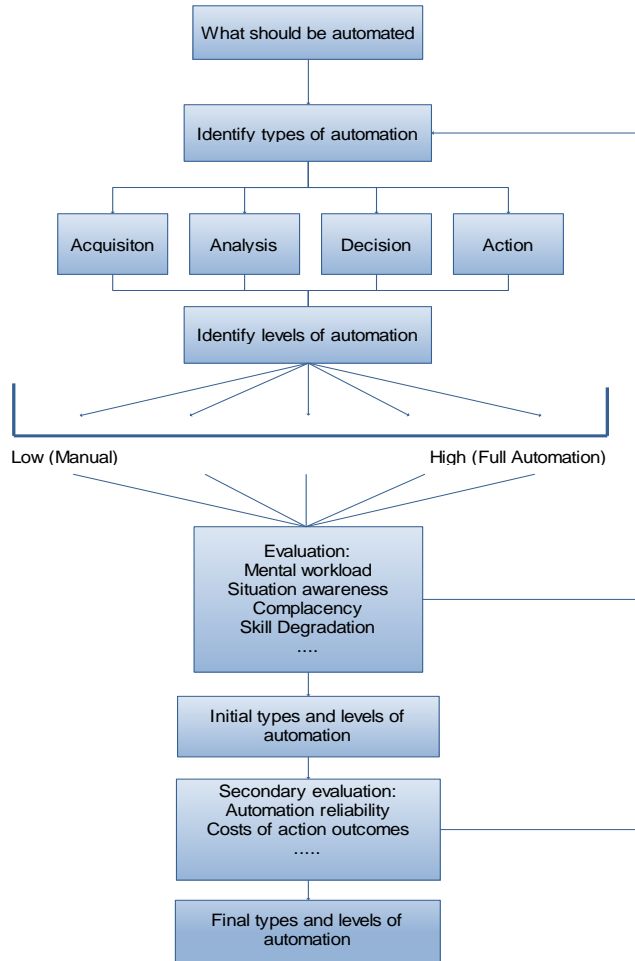 What should be automated
Identify types of automation
Acquisiton
Analysis
Decision
Action
Identify levels of automation
Low (Manual)
High (Full Automation)
Evaluation:
Mental workload
Situation awareness
Complacency
Skill Degradation
....
Initial types and levels of
automation
Secondary evaluation:
Automation reliability
Costs of action outcomes
.....
Final types and levels of
automation